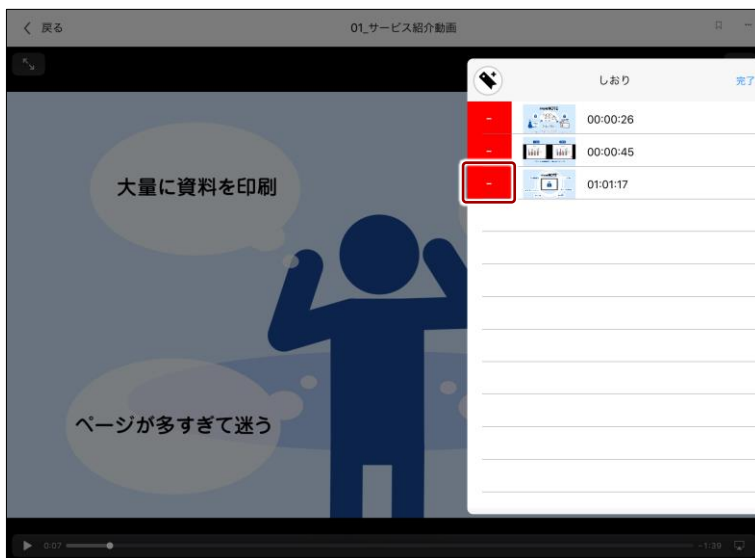 戻る
01_サービス紹介動画
しおり
完了
-
00:00:26
-
00:00:45
-
01:01:17
大量に資料を印刷
ページが多すぎて迷う
0:07
-1:39